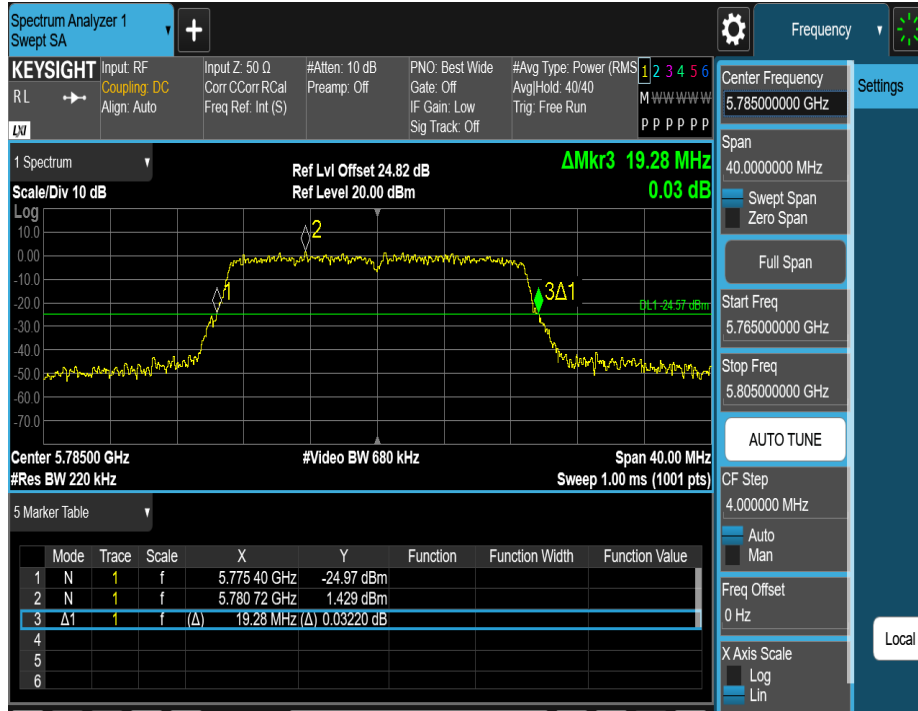 Spectrum Analyzer 1
Swept SA
+
Frequency
KEYSIGHT
RL
LXI
Input: RF
Coupling: DC
Align: Auto
Input Z: 50 Ω
Corr CCorr RCal
Freq Ref: Int (S)
#Atten: 10 dB
Preamp: Off
PNO: Best Wide
Gate: Off
IF Gain: Low
Sig Track: Off
#Avg Type: Power (RMS
Avg|Hold: 40/40
Trig: Free Run
1 2 3 4 5 6
M W W W W W
P P P P P P
1 Spectrum
Scale/Div 10 dB
Ref Lvl Offset 24.82 dB
Ref Level 20.00 dBm
ΔMkr3 19.28 MHz
0.03 dB
Log
10.0
0.00
-10.0
-20.0
-30.0
-40.0
-50.0
-60.0
-70.0
2
1
3Δ1
DL1 -24.57 dBm
Center 5.78500 GHz
#Video BW 680 kHz
Span 40.00 MHz
#Res BW 220 kHz
Sweep 1.00 ms (1001 pts)
5 Marker Table
Mode Trace Scale X Y Function Function Width Function Value
1 N 1 f 5.775 40 GHz -24.97 dBm
2 N 1 f 5.780 72 GHz 1.429 dBm
3 Δ1 1 f (Δ) 19.28 MHz (Δ) 0.03220 dB
4
5
6
Center Frequency
5.785000000 GHz
Span
40.0000000 MHz
Swept Span
Zero Span
Full Span
Start Freq
5.765000000 GHz
Stop Freq
5.805000000 GHz
AUTO TUNE
CF Step
4.000000 MHz
Auto
Man
Freq Offset
0 Hz
X Axis Scale
Log
Lin
Settings
Local